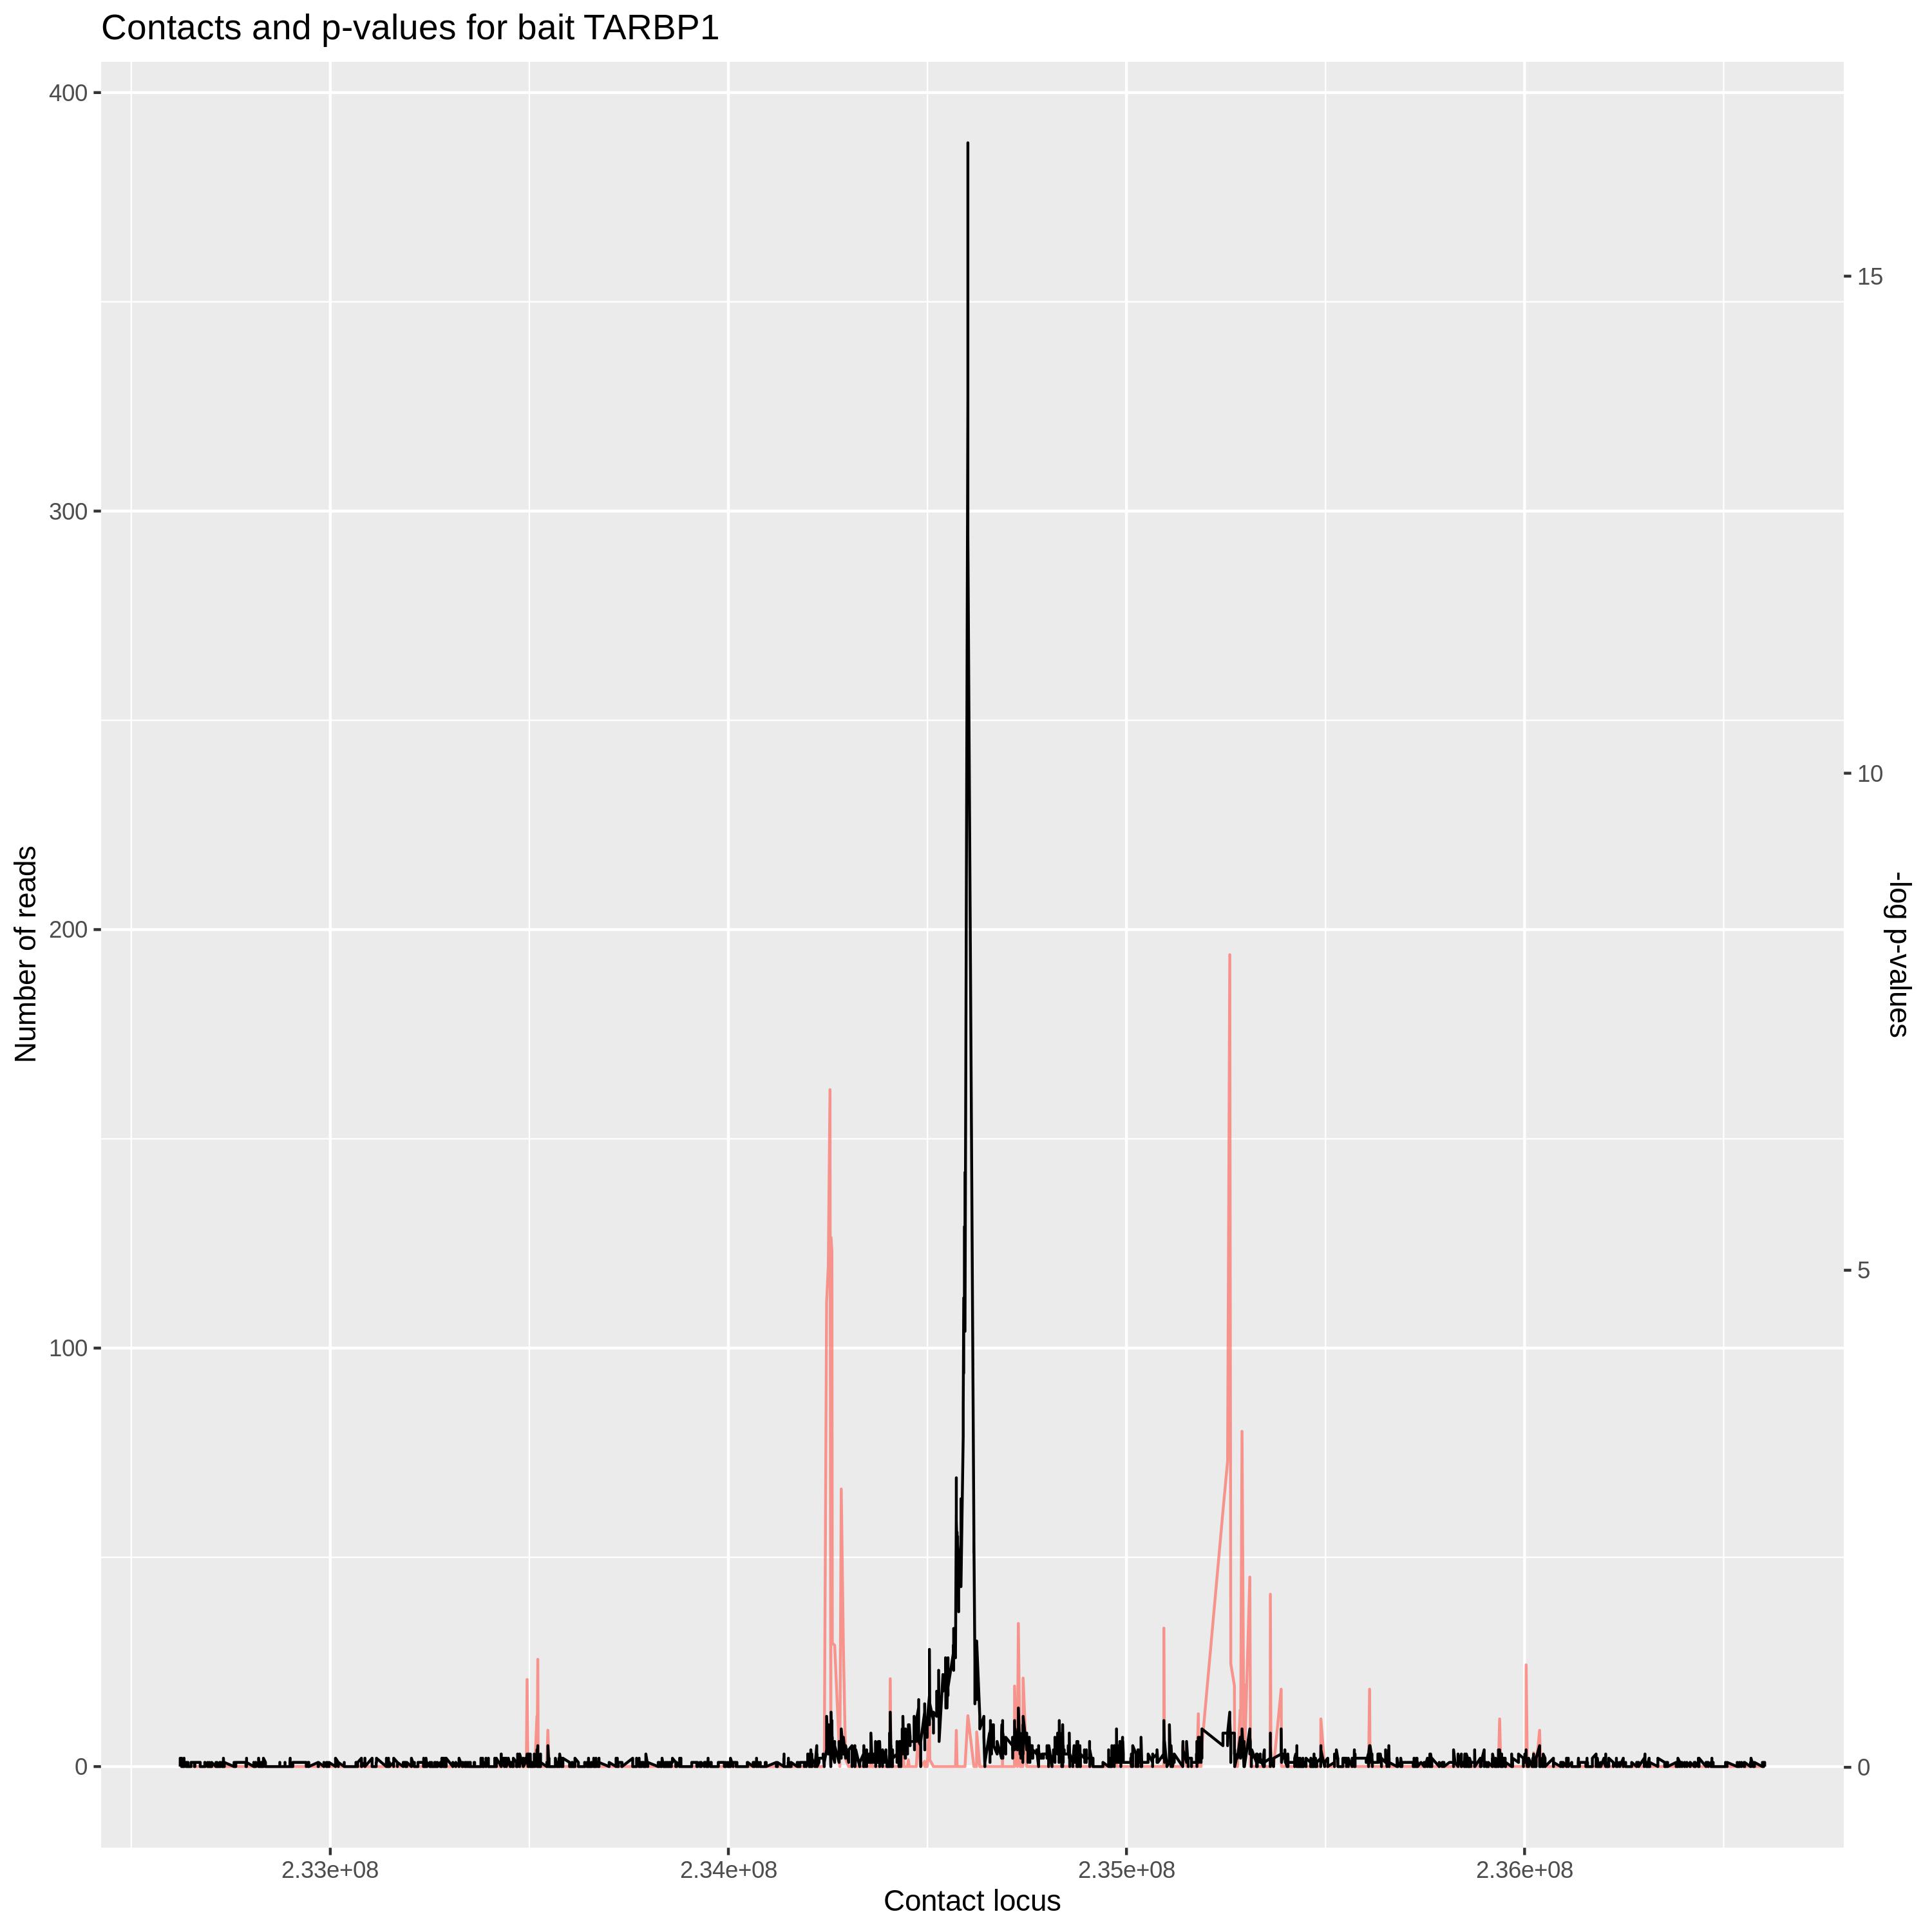 Contacts and p-values for bait TARBP1
400
300
200
100
0
Number of reads
15
10
5
0
-log p-values
2.33e+08
2.34e+08
2.35e+08
2.36e+08
Contact locus